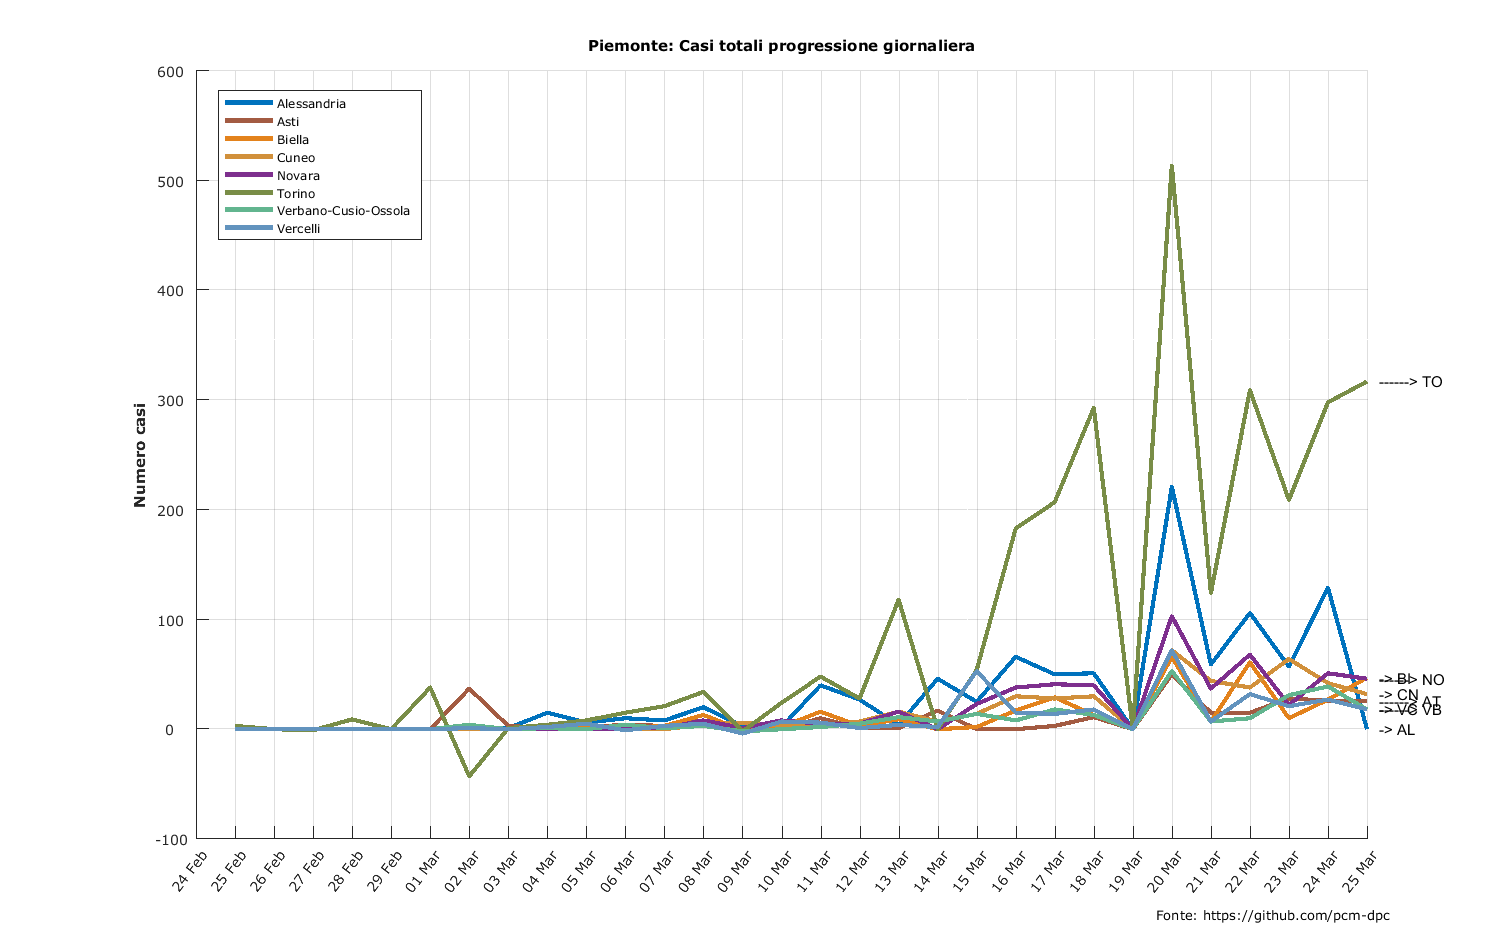 Piemonte: Casi totali progressione giornaliera
600
500
400
300
200
100
0
-100
Numero casi
Alessandria
Asti
Biella
Cuneo
Novara
Torino
Verbano-Cusio-Ossola
Vercelli
------> TO
-> BI
----> NO
-> CN
----> AT
-> VC
----> VB
-> AL
24 Feb
25 Feb
26 Feb
27 Feb
28 Feb
29 Feb
01 Mar
02 Mar
03 Mar
04 Mar
05 Mar
06 Mar
07 Mar
08 Mar
09 Mar
10 Mar
11 Mar
12 Mar
13 Mar
14 Mar
15 Mar
16 Mar
17 Mar
18 Mar
19 Mar
20 Mar
21 Mar
22 Mar
23 Mar
24 Mar
25 Mar
Fonte: https://github.com/pcm-dpc